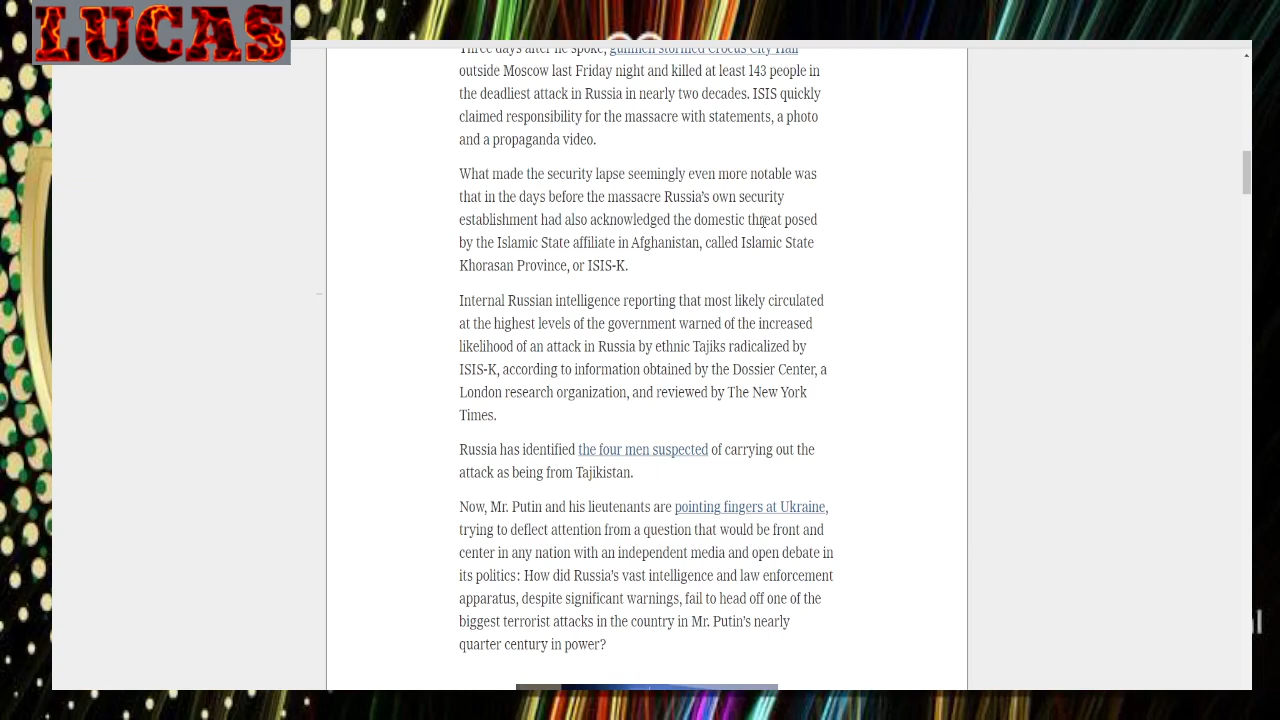 LUCAS
Three days after he spoke, gunmen stormed Crocus City Hall
outside Moscow last Friday night and killed at least 143 people in
the deadliest attack in Russia in nearly two decades. ISIS quickly
claimed responsibility for the massacre with statements, a photo
and a propaganda video.
What made the security lapse seemingly even more notable was
that in the days before the massacre Russia’s own security
establishment had also acknowledged the domestic threat posed
by the Islamic State affiliate in Afghanistan, called Islamic State
Khorasan Province, or ISIS-K.
Internal Russian intelligence reporting that most likely circulated
at the highest levels of the government warned of the increased
likelihood of an attack in Russia by ethnic Tajiks radicalized by
ISIS-K, according to information obtained by the Dossier Center, a
London research organization, and reviewed by The New York
Times.
Russia has identified the four men suspected of carrying out the
attack as being from Tajikistan.
Now, Mr. Putin and his lieutenants are pointing fingers at Ukraine,
trying to deflect attention from a question that would be front and
center in any nation with an independent media and open debate in
its politics: How did Russia’s vast intelligence and law enforcement
apparatus, despite significant warnings, fail to head off one of the
biggest terrorist attacks in the country in Mr. Putin’s nearly
quarter century in power?